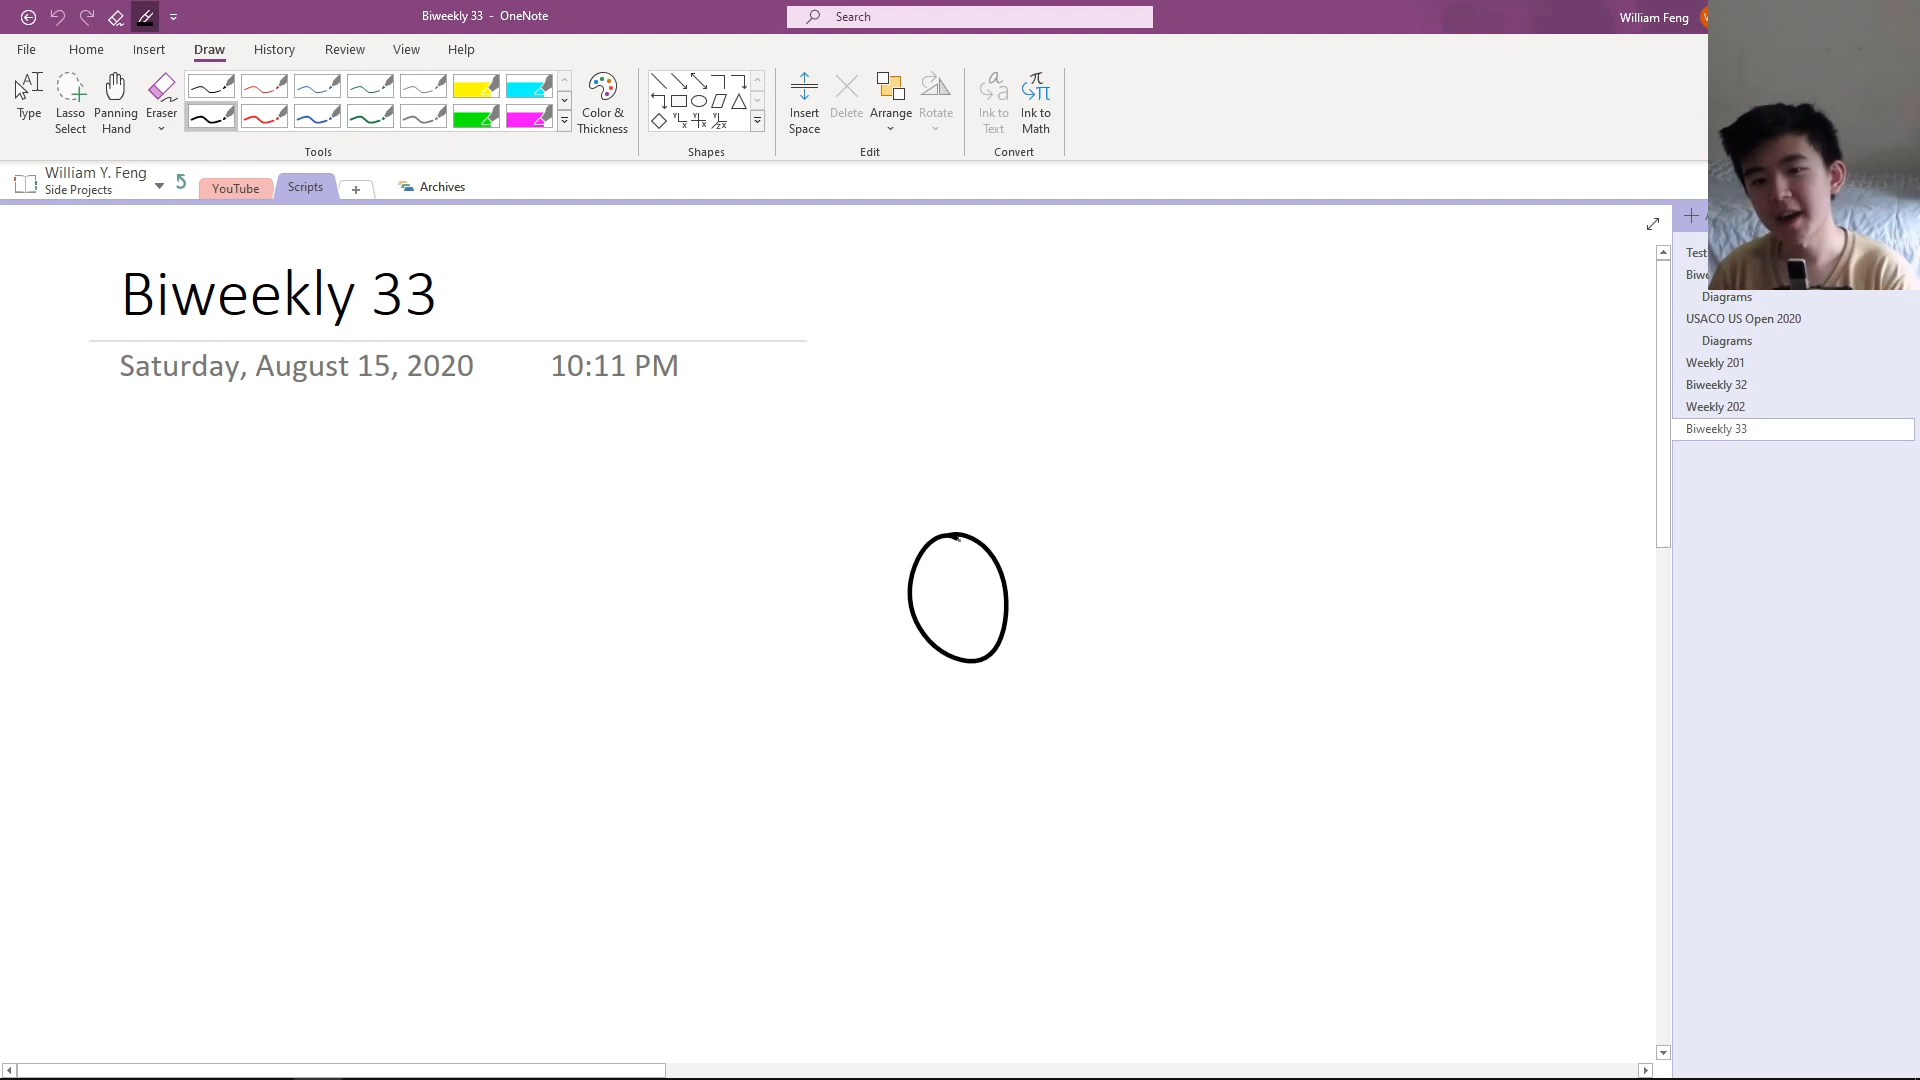 Biweekly 33 - OneNote
Search
William Feng
File Home Insert Draw History Review View Help
Type
Lasso Select
Panning Hand
Eraser
Color & Thickness
Insert Space
Delete
Arrange
Rotate
Ink to Text
Ink to Math
Tools
Shapes
Edit
Convert
William Y. Feng
Side Projects
YouTube
Scripts
Archives
Biweekly 33
Saturday, August 15, 2020 10:11 PM
Test
Biwe
Diagrams
USACO US Open 2020
Diagrams
Weekly 201
Biweekly 32
Weekly 202
Biweekly 33